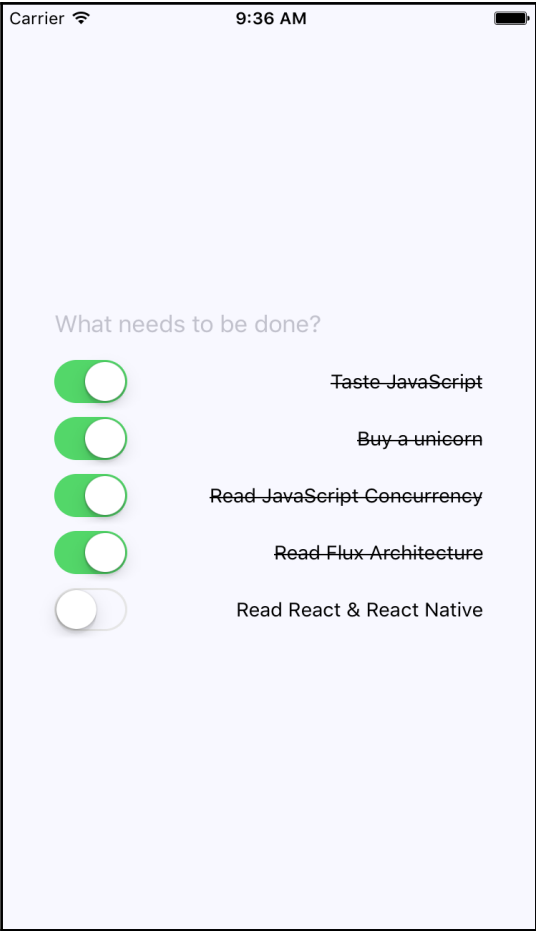 Carrier 9:36 AM
What needs to be done?
Taste JavaScript
Buy a unicorn
Read JavaScript Concurrency
Read Flux Architecture
Read React & React Native